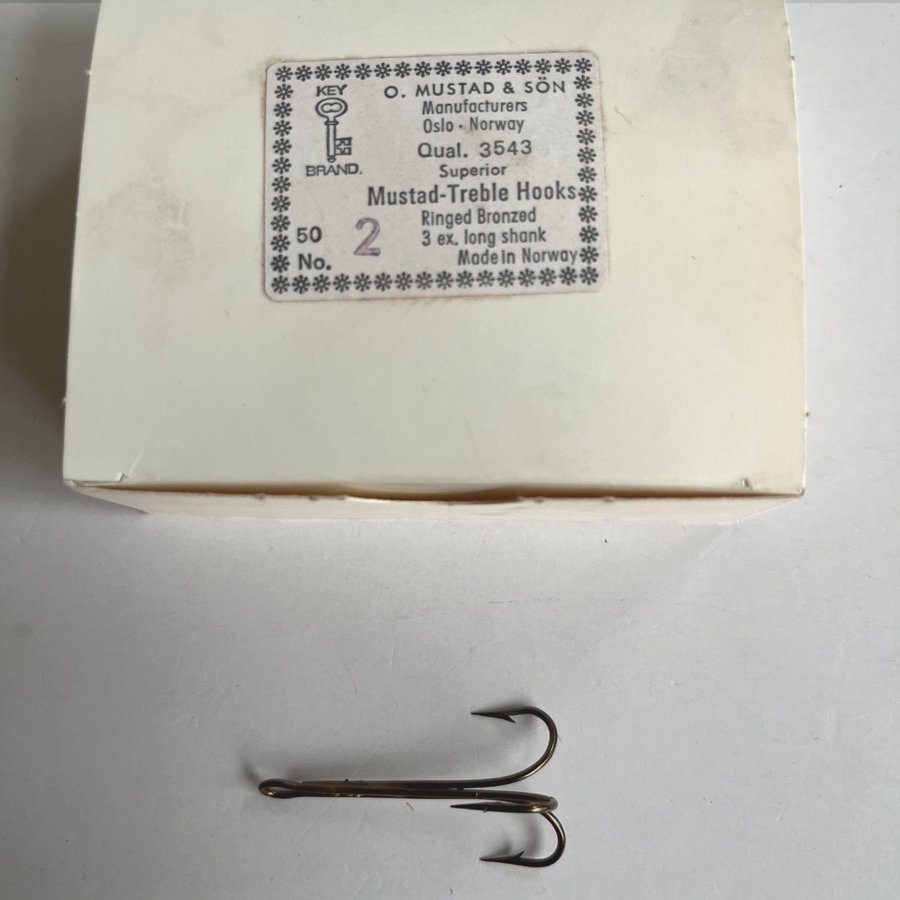 KEY
BRAND.
O. MUSTAD & SÖN
Manufacturers
Oslo - Norway
Qual. 3543
Superior
Mustad-Treble Hooks
Ringed Bronzed
50
3 ex. long shank
No. 2
Made in Norway